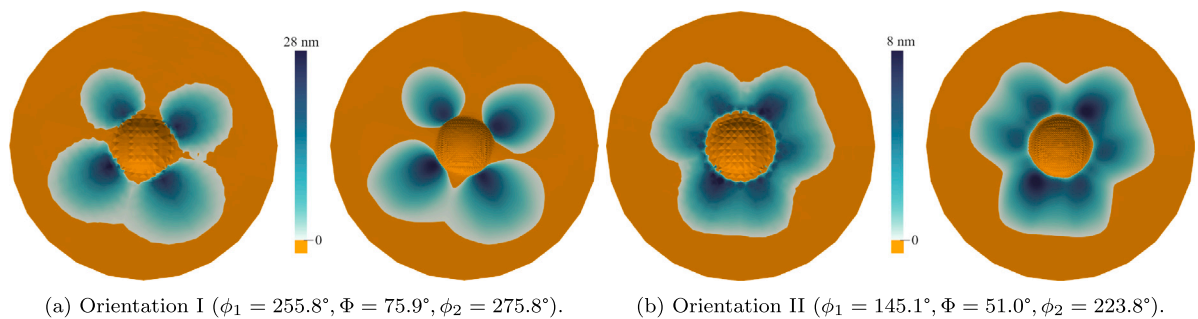 28 nm
0
8 nm
0
(a) Orientation I (ϕ₁ = 255.8°, Φ = 75.9°, ϕ₂ = 275.8°).
(b) Orientation II (ϕ₁ = 145.1°, Φ = 51.0°, ϕ₂ = 223.8°).